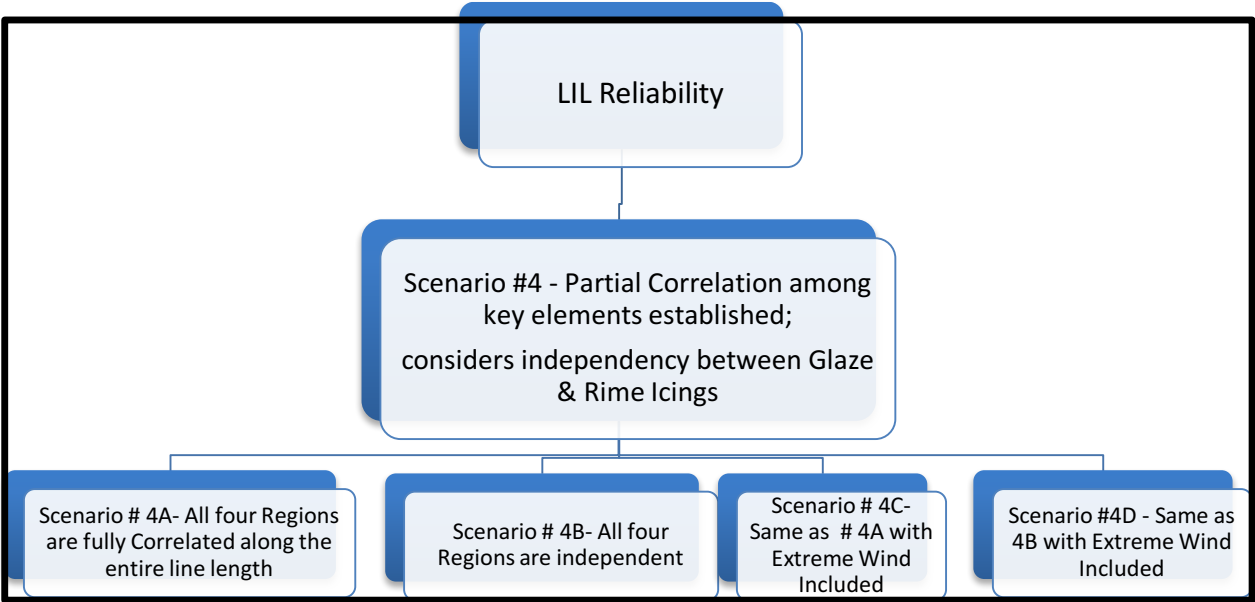 LIL Reliability
Scenario #4 - Partial Correlation among
key elements established;
considers independency between Glaze
& Rime Icings
Scenario # 4A- All four Regions
are fully Correlated along the
entire line length
Scenario # 4B- All four
Regions are independent
Scenario # 4C-
Same as # 4A with
Extreme Wind
Included
Scenario #4D - Same as
4B with Extreme Wind
Included